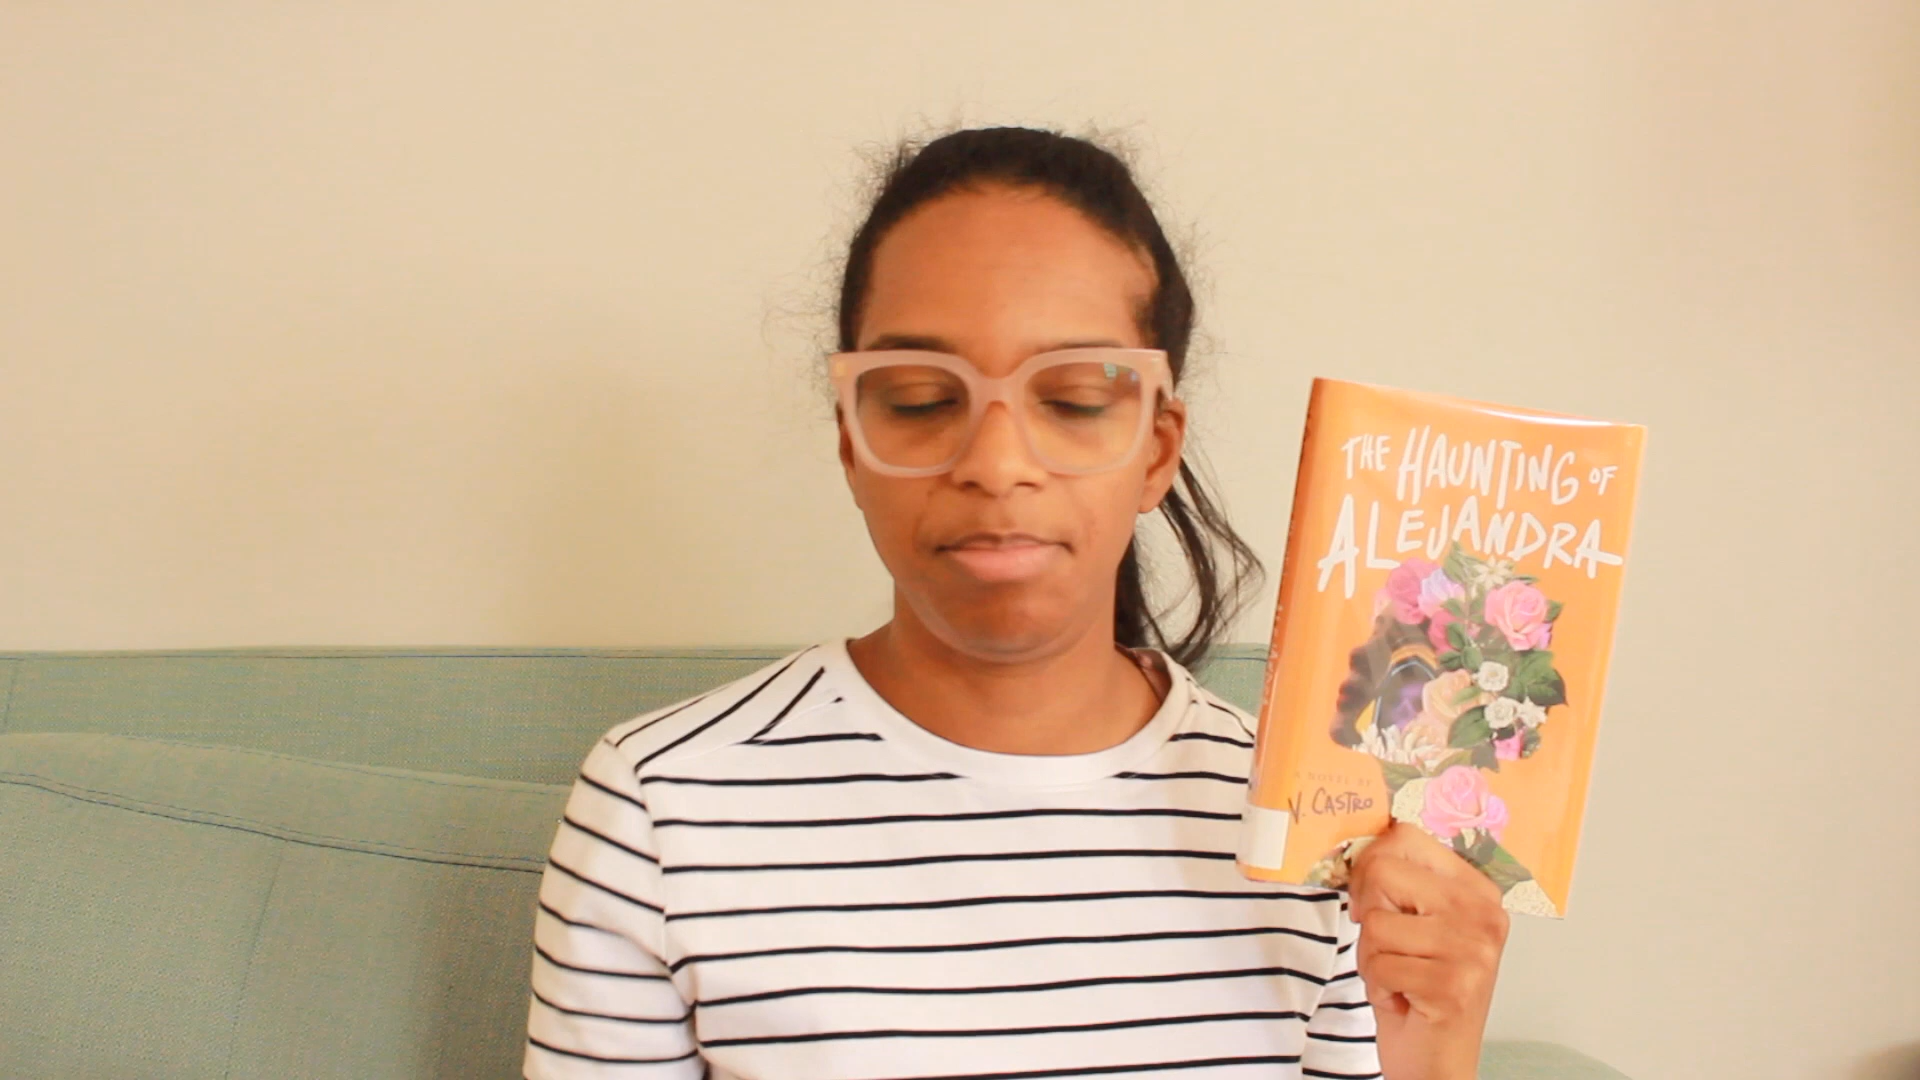 THE HAUNTING OF
ALEJANDRA
A NOVEL BY
V. CASTRO